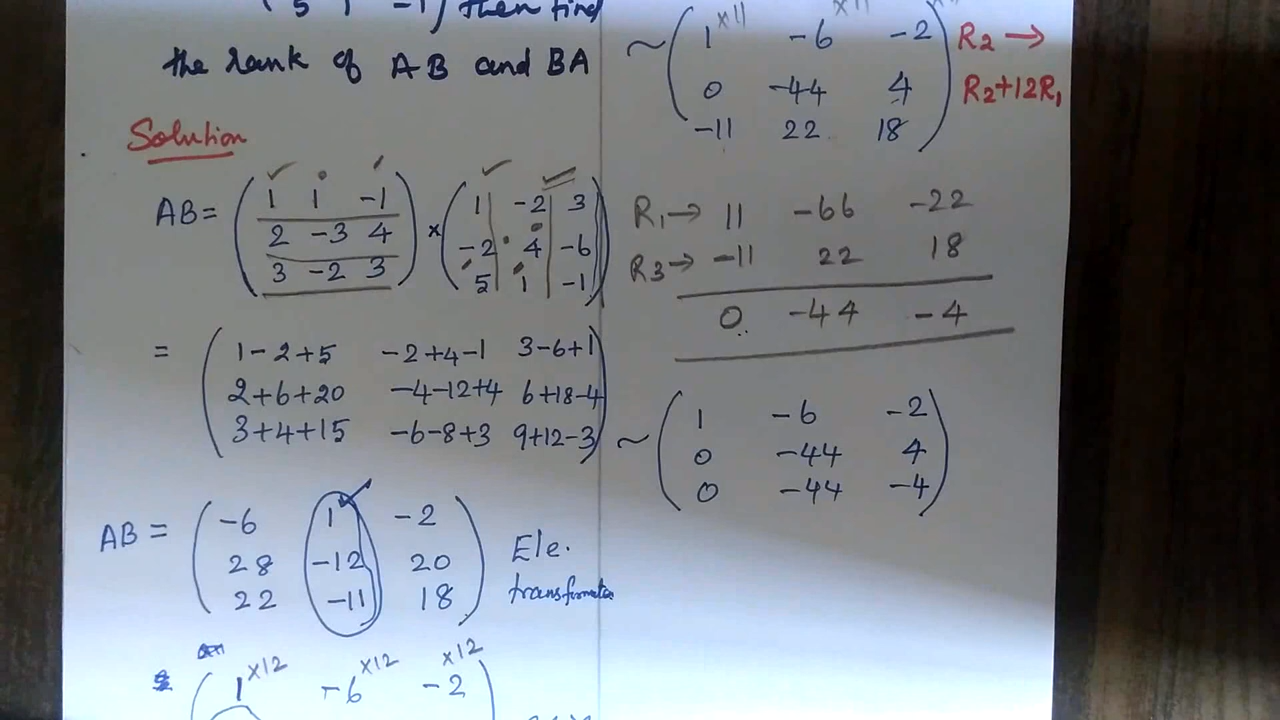 ( 5 1 -1 ) then find
the rank of AB and BA
Solution
AB = ( 1 1 -1 ) × ( 1 -2 3 )
2 -3 4 -2 4 -6
3 -2 3 5 1 -1
= ( 1-2+5 -2+4-1 3-6+1 )
2+6+20 -4-12+4 6+18-4
3+4+15 -6-8+3 9+12-3
AB = ( -6 1 -2 )
28 -12 20 Ele.
22 -11 18 transformation
( 1 ×12 -6 ×12 -2 ×12 )
~ ( 1 ×11 -6 ×11 -2 ) R2 →
0 -44 4 R2+12R1
-11 22 18
R1 → 11 -66 -22
R3 → -11 22 18
0 -44 -4
~ ( 1 -6 -2 )
0 -44 4
0 -44 -4